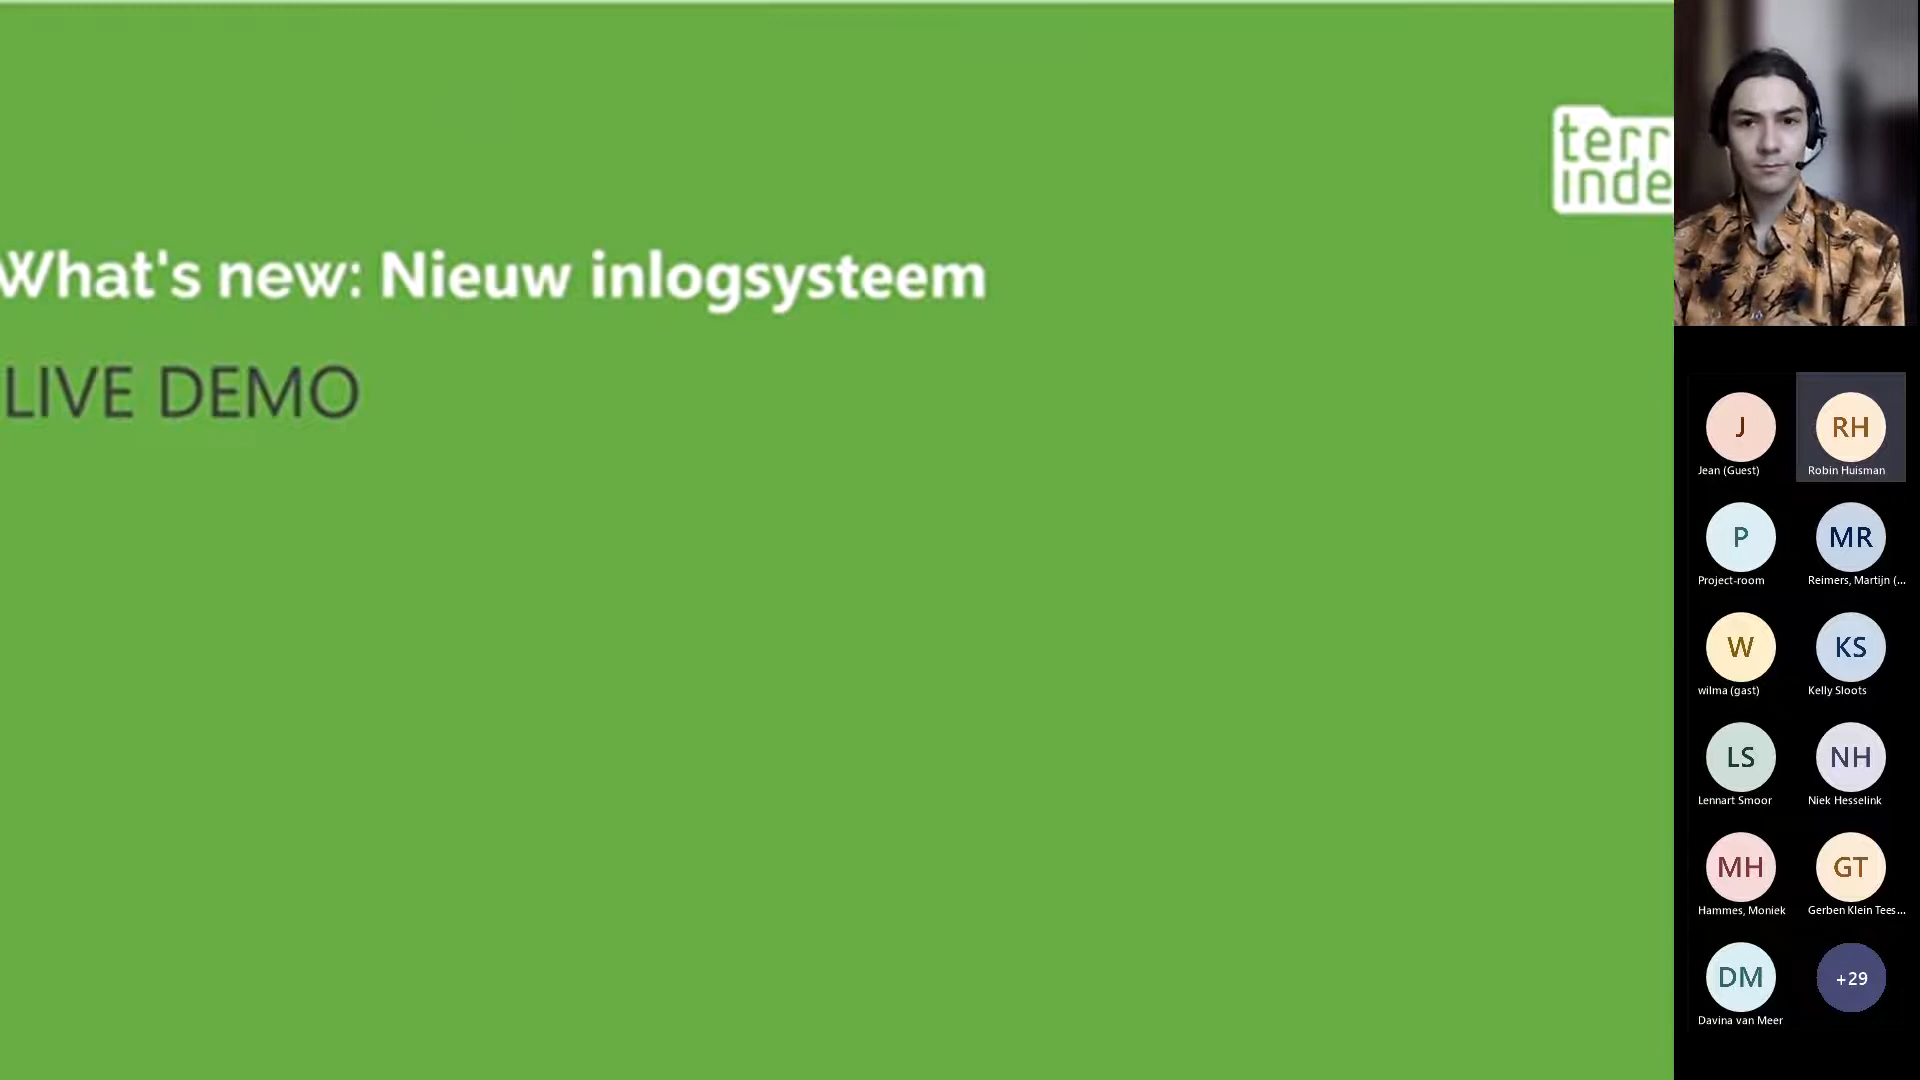 terr
inde
What's new: Nieuw inlogsysteem
LIVE DEMO
J
RH
Jean (Guest)
Robin Huisman
P
MR
Project-room
Reimers, Martijn (...
W
KS
wilma (gast)
Kelly Sloots
LS
NH
Lennart Smoor
Niek Hesselink
MH
GT
Hammes, Moniek
Gerben Klein Tees...
DM
+29
Davina van Meer